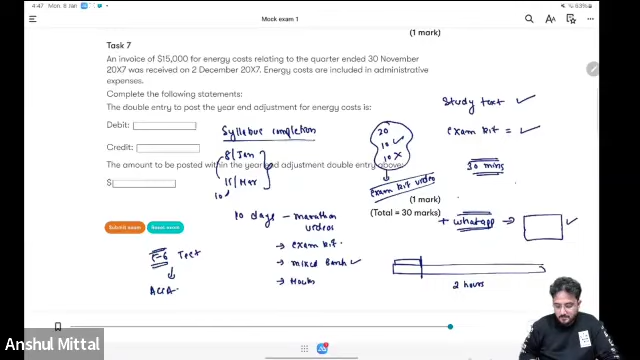 4:47 Mon, 6 Jan
63%
Mock exam 1
(1 mark)
Task 7
An invoice of $15,000 for energy costs relating to the quarter ended 30 November
20X7 was received on 2 December 20X7. Energy costs are included in administrative
expenses.
Complete the following statements:
The double entry to post the year end adjustment for energy costs is:
Debit:
Credit:
The amount to be posted within the year end adjustment double entry above:
$
(1 mark)
(Total = 30 marks)
Submit exam
Reset exam
Syllabus completion
8/Jan
15/Mar
10 days - marathon
videos
→ exam kit
→ mixed bank ✓
→ Mocks
Text
ACCA
20
10 ✓
10 X
exam kit video
Study text ✓
exam kit = ✓
30 mins
+ whatapp →
✓
2 hours
Anshul Mittal